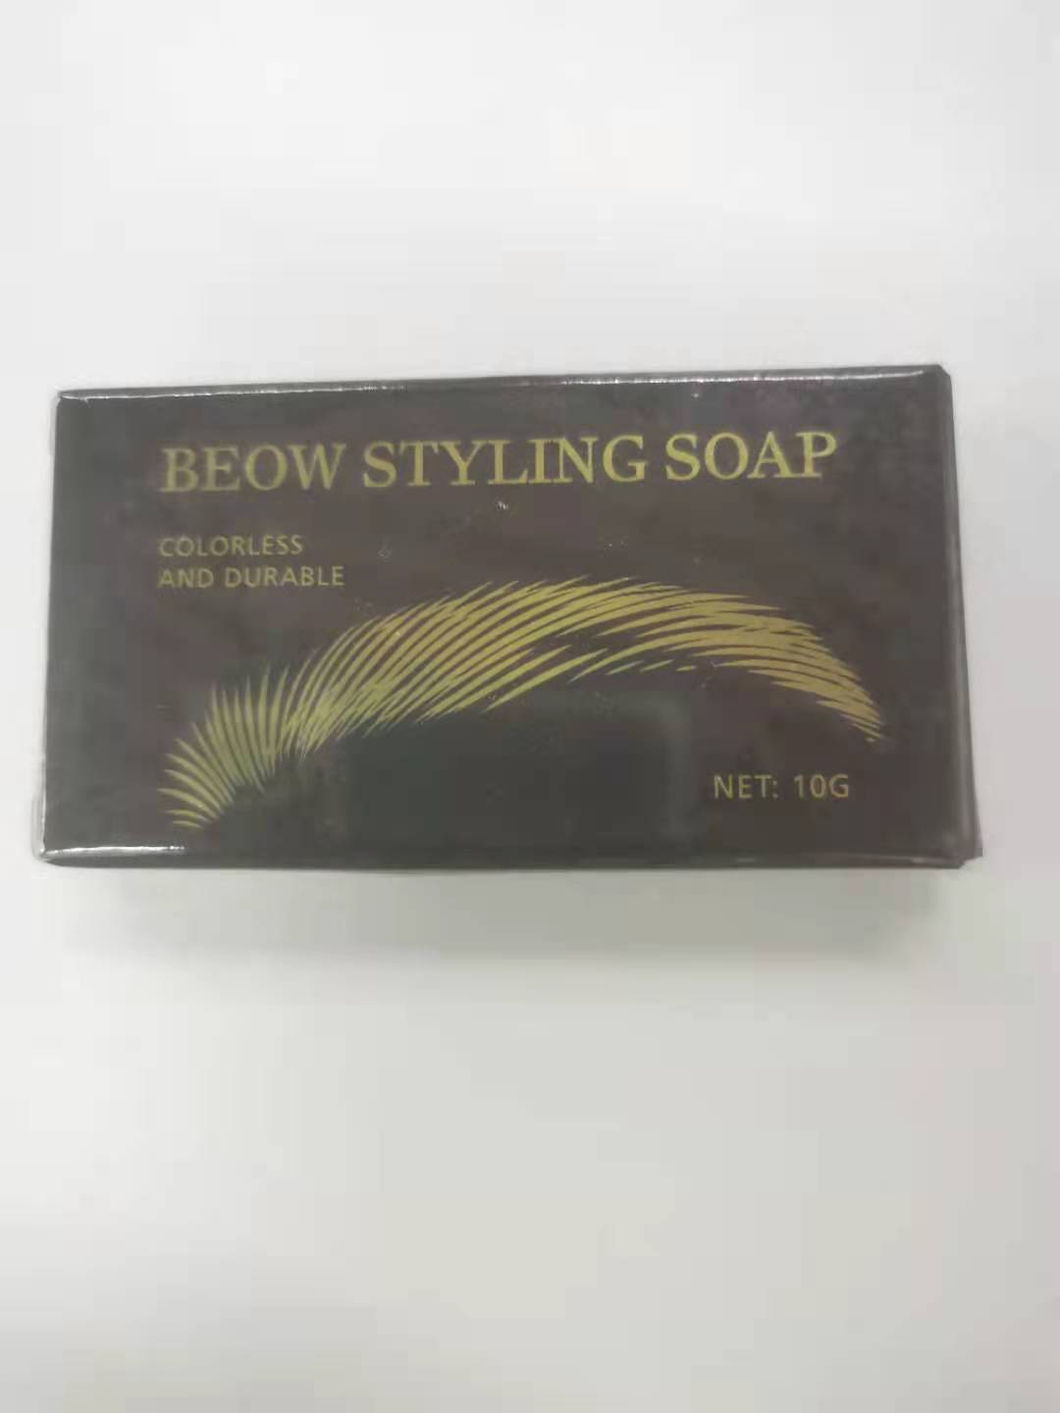 BEOW STYLING SOAP
COLORLESS
AND DURABLE
NET: 10G